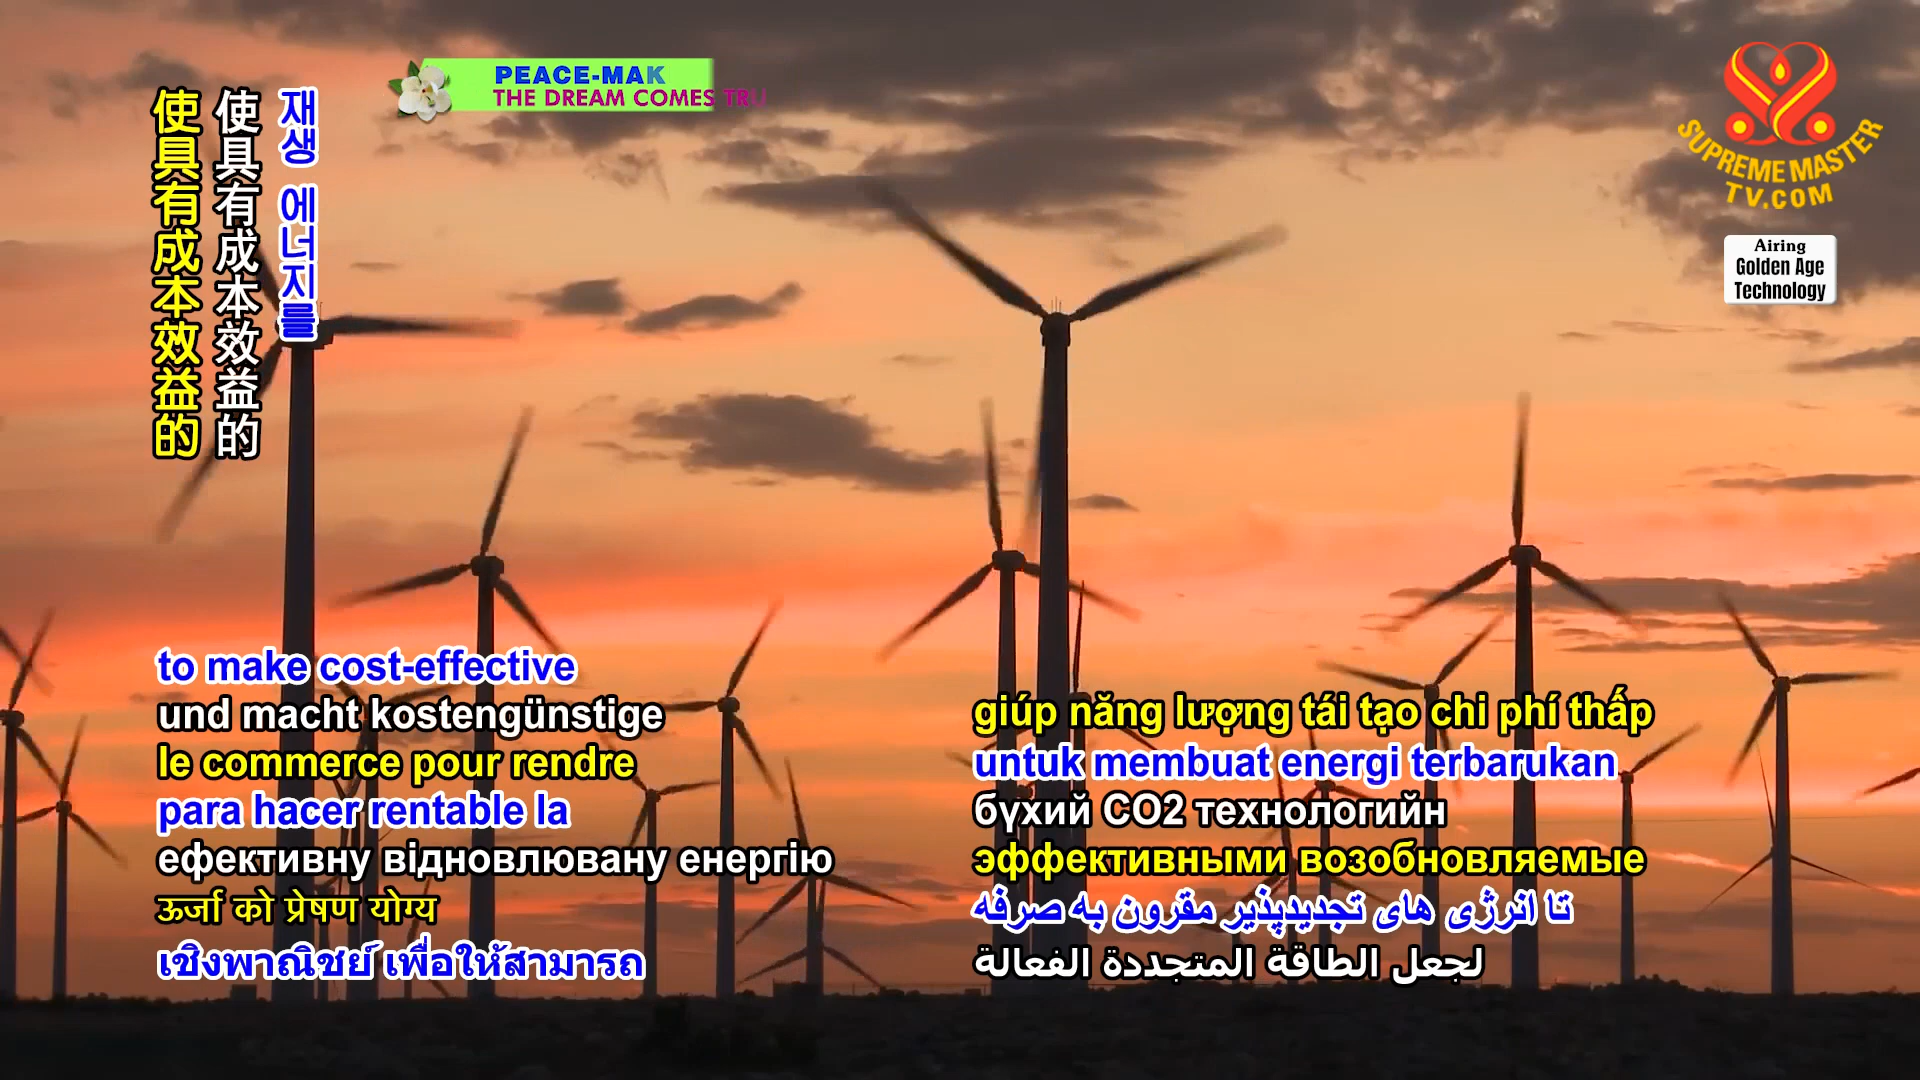 PEACE-MAK
THE DREAM COMES TRU
SUPREME MASTER
TV.COM
Airing
Golden Age
Technology
재생 에너지를
使具有成本效益的
使具有成本效益的
to make cost-effective
und macht kostengünstige
le commerce pour rendre
para hacer rentable la
ефективну відновлювану енергію
ऊर्जा को प्रेषण योग्य
เชิงพาณิชย์ เพื่อให้สามารถ
giúp năng lượng tái tạo chi phí thấp
untuk membuat energi terbarukan
бүхий CO2 технологийн
эффективными возобновляемые
تا انرژی های تجدیدپذیر مقرون به صرفه
لجعل الطاقة المتجددة الفعالة